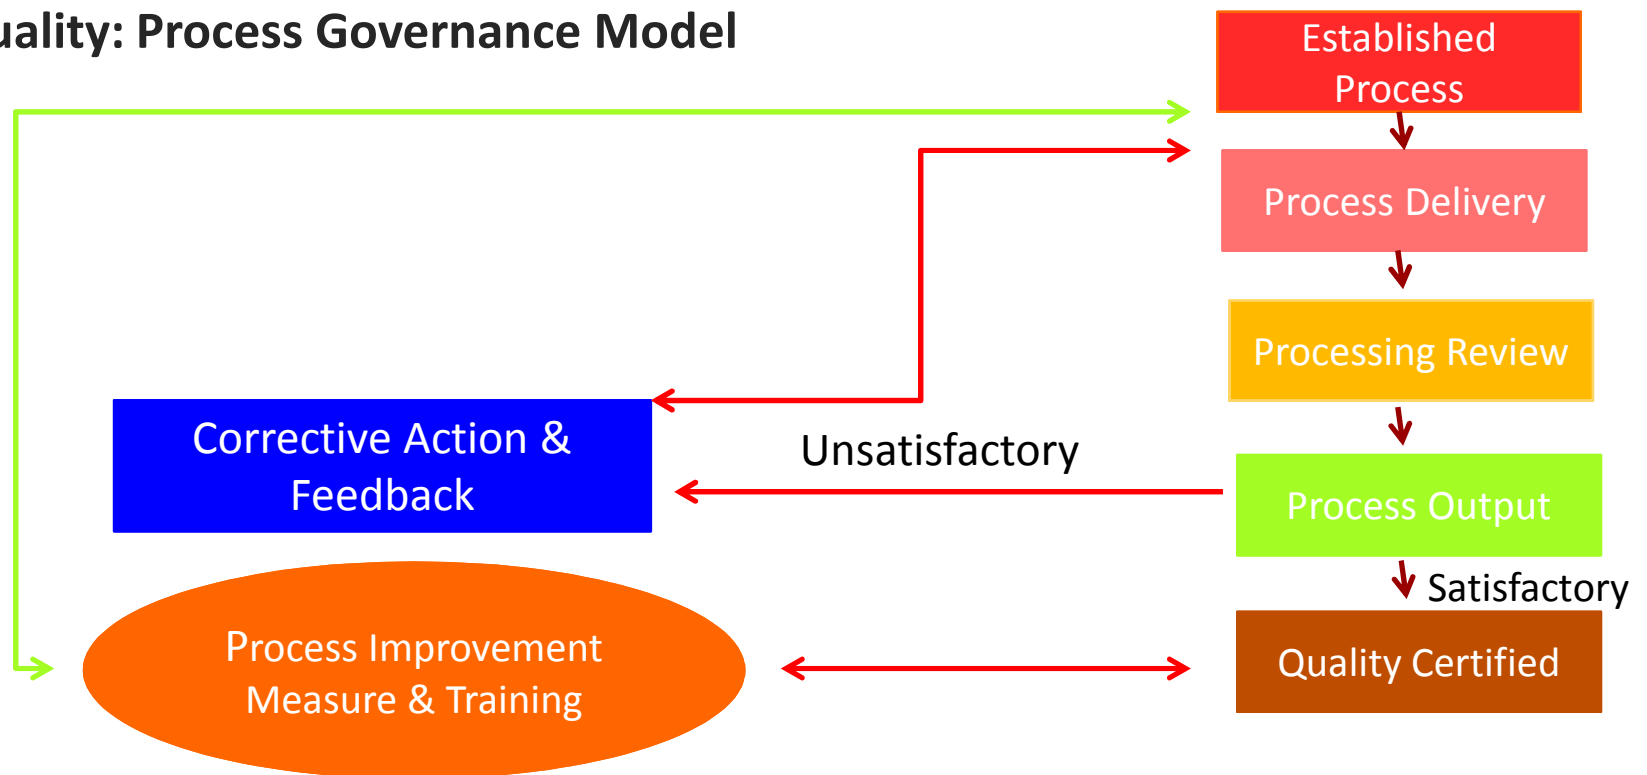 uality: Process Governance Model
Established
Process
Process Delivery
Processing Review
Corrective Action &
Feedback
Unsatisfactory
Process Output
Satisfactory
Process Improvement
Measure & Training
Quality Certified